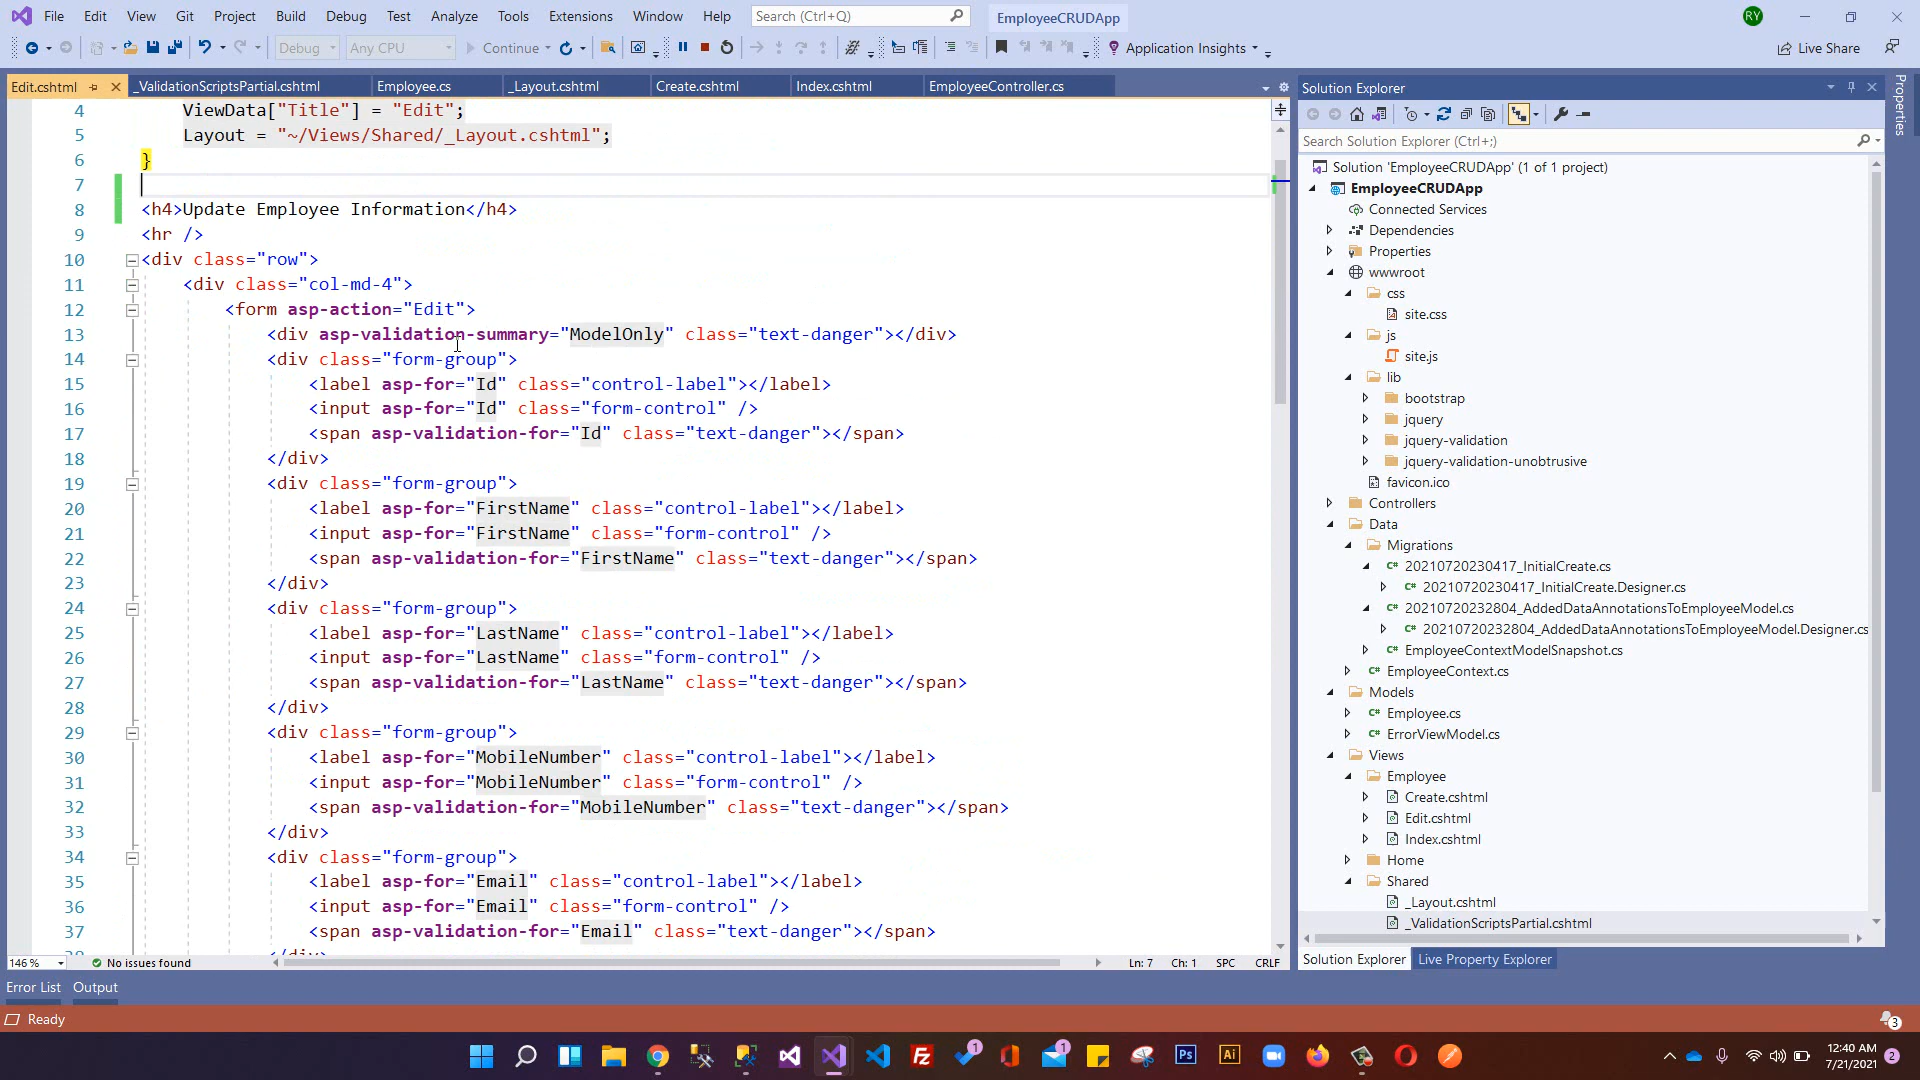 File Edit View Git Project Build Debug Test Analyze Tools Extensions Window Help Search (Ctrl+Q) EmployeeCRUDApp RY
Debug Any CPU Continue Application Insights Live Share
Edit.cshtml _ValidationScriptsPartial.cshtml Employee.cs _Layout.cshtml Create.cshtml Index.cshtml EmployeeController.cs
4 ViewData["Title"] = "Edit";
5 Layout = "~/Views/Shared/_Layout.cshtml";
6 }
7
8 <h4>Update Employee Information</h4>
9 <hr />
10 <div class="row">
11 <div class="col-md-4">
12 <form asp-action="Edit">
13 <div asp-validation-summary="ModelOnly" class="text-danger"></div>
14 <div class="form-group">
15 <label asp-for="Id" class="control-label"></label>
16 <input asp-for="Id" class="form-control" />
17 <span asp-validation-for="Id" class="text-danger"></span>
18 </div>
19 <div class="form-group">
20 <label asp-for="FirstName" class="control-label"></label>
21 <input asp-for="FirstName" class="form-control" />
22 <span asp-validation-for="FirstName" class="text-danger"></span>
23 </div>
24 <div class="form-group">
25 <label asp-for="LastName" class="control-label"></label>
26 <input asp-for="LastName" class="form-control" />
27 <span asp-validation-for="LastName" class="text-danger"></span>
28 </div>
29 <div class="form-group">
30 <label asp-for="MobileNumber" class="control-label"></label>
31 <input asp-for="MobileNumber" class="form-control" />
32 <span asp-validation-for="MobileNumber" class="text-danger"></span>
33 </div>
34 <div class="form-group">
35 <label asp-for="Email" class="control-label"></label>
36 <input asp-for="Email" class="form-control" />
37 <span asp-validation-for="Email" class="text-danger"></span>
38 </div>
146 % No issues found Ln: 7 Ch: 1 SPC CRLF
Solution Explorer
Search Solution Explorer (Ctrl+;)
Solution 'EmployeeCRUDApp' (1 of 1 project)
EmployeeCRUDApp
Connected Services
Dependencies
Properties
wwwroot
css
site.css
js
site.js
lib
bootstrap
jquery
jquery-validation
jquery-validation-unobtrusive
favicon.ico
Controllers
Data
Migrations
20210720230417_InitialCreate.cs
20210720230417_InitialCreate.Designer.cs
20210720232804_AddedDataAnnotationsToEmployeeModel.cs
20210720232804_AddedDataAnnotationsToEmployeeModel.Designer.cs
EmployeeContextModelSnapshot.cs
EmployeeContext.cs
Models
Employee.cs
ErrorViewModel.cs
Views
Employee
Create.cshtml
Edit.cshtml
Index.cshtml
Home
Shared
_Layout.cshtml
_ValidationScriptsPartial.cshtml
Solution Explorer Live Property Explorer
Properties
Error List Output
Ready 3
Fz 1 1 Ps Ai 12:40 AM
7/21/2021 2